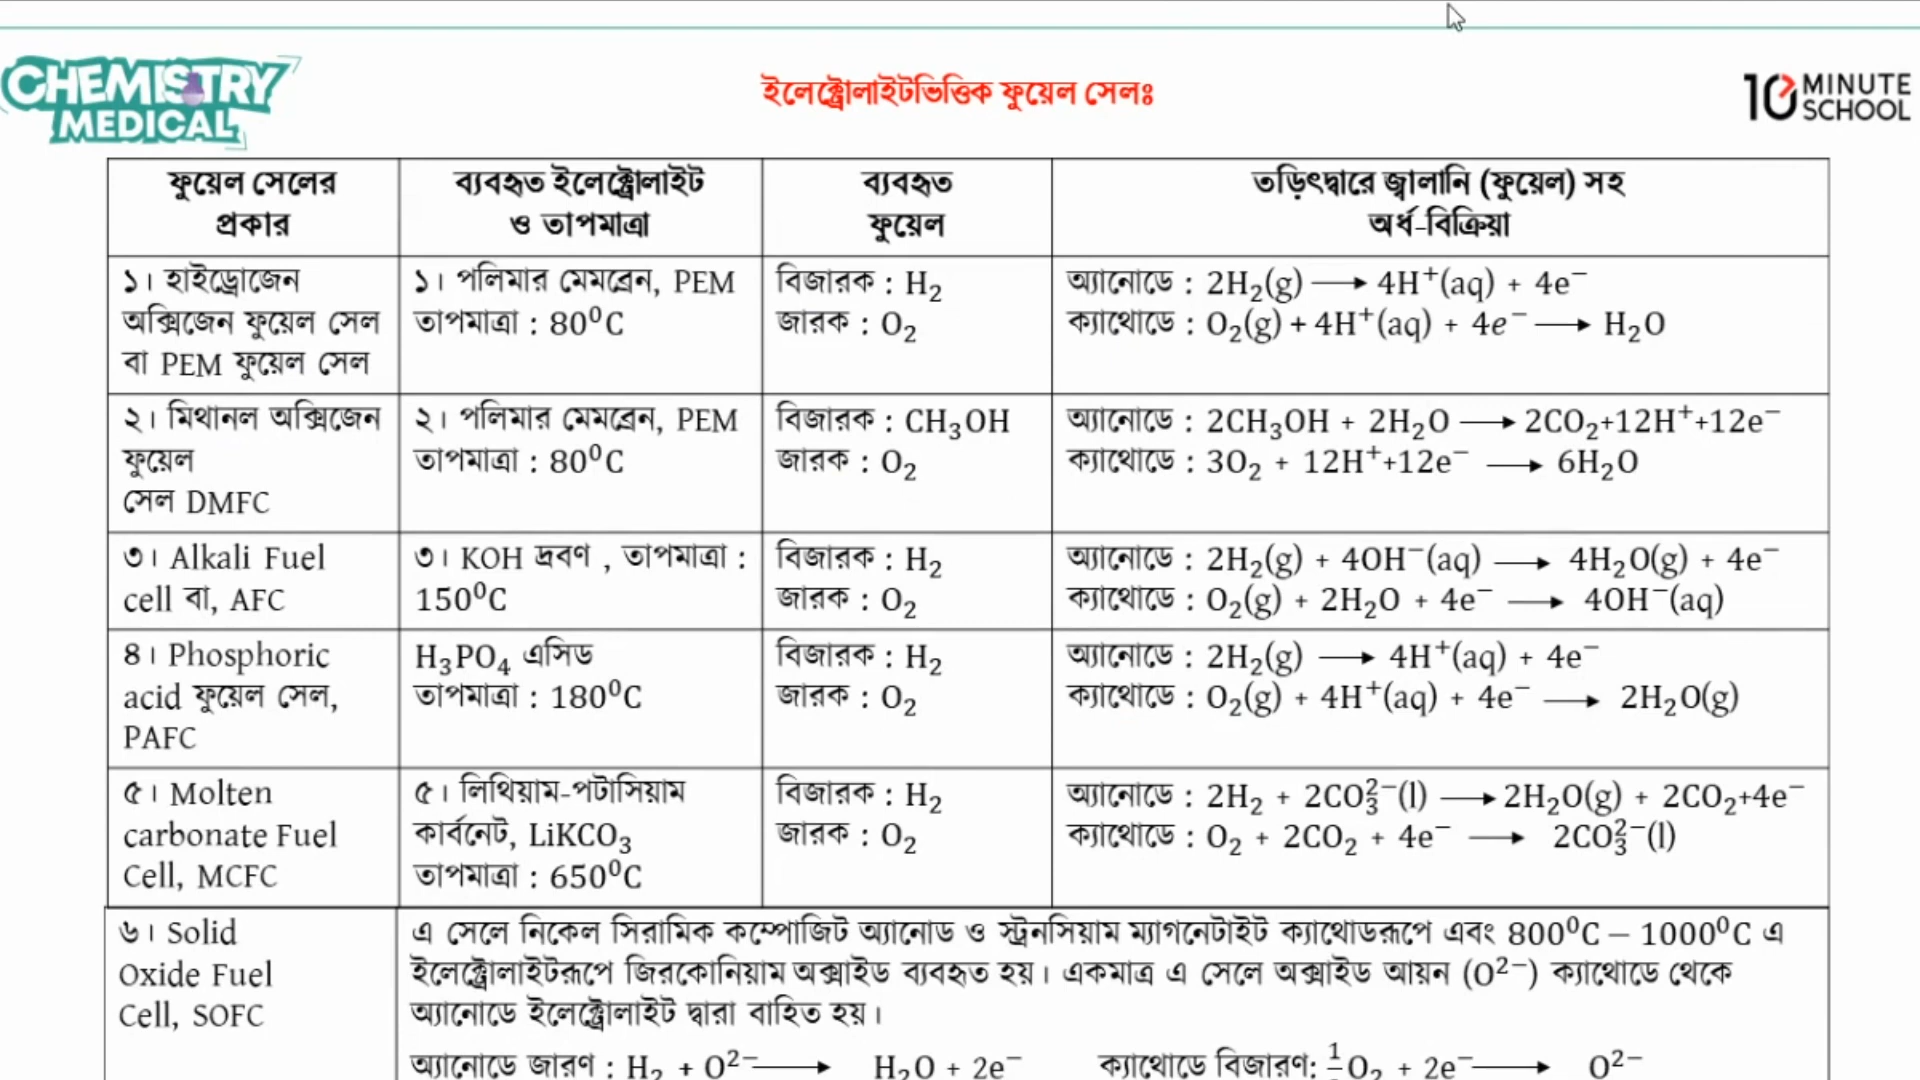 CHEMISTRY
MEDICAL
ইলেক্ট্রোলাইটভিত্তিক ফুয়েল সেলঃ
10 MINUTE
SCHOOL
ফুয়েল সেলের
প্রকার
ব্যবহৃত ইলেক্ট্রোলাইট
ও তাপমাত্রা
ব্যবহৃত
ফুয়েল
তড়িৎদ্বারে জ্বালানি (ফুয়েল) সহ
অর্ধ-বিক্রিয়া
১। হাইড্রোজেন
অক্সিজেন ফুয়েল সেল
বা PEM ফুয়েল সেল
১। পলিমার মেমব্রেন, PEM
তাপমাত্রা : 80⁰C
বিজারক : H₂
জারক : O₂
অ্যানোডে : 2H₂(g) ⟶ 4H⁺(aq) + 4e⁻
ক্যাথোডে : O₂(g) + 4H⁺(aq) + 4e⁻ ⟶ H₂O
২। মিথানল অক্সিজেন
ফুয়েল
সেল DMFC
২। পলিমার মেমব্রেন, PEM
তাপমাত্রা : 80⁰C
বিজারক : CH₃OH
জারক : O₂
অ্যানোডে : 2CH₃OH + 2H₂O ⟶ 2CO₂+12H⁺+12e⁻
ক্যাথোডে : 3O₂ + 12H⁺+12e⁻ ⟶ 6H₂O
৩। Alkali Fuel
cell বা, AFC
৩। KOH দ্রবণ , তাপমাত্রা :
150⁰C
বিজারক : H₂
জারক : O₂
অ্যানোডে : 2H₂(g) + 4OH⁻(aq) ⟶ 4H₂O(g) + 4e⁻
ক্যাথোডে : O₂(g) + 2H₂O + 4e⁻ ⟶ 4OH⁻(aq)
৪। Phosphoric
acid ফুয়েল সেল,
PAFC
H₃PO₄ এসিড
তাপমাত্রা : 180⁰C
বিজারক : H₂
জারক : O₂
অ্যানোডে : 2H₂(g) ⟶ 4H⁺(aq) + 4e⁻
ক্যাথোডে : O₂(g) + 4H⁺(aq) + 4e⁻ ⟶ 2H₂O(g)
৫। Molten
carbonate Fuel
Cell, MCFC
৫। লিথিয়াম-পটাসিয়াম
কার্বনেট, LiKCO₃
তাপমাত্রা : 650⁰C
বিজারক : H₂
জারক : O₂
অ্যানোডে : 2H₂ + 2CO₃²⁻(l) ⟶ 2H₂O(g) + 2CO₂+4e⁻
ক্যাথোডে : O₂ + 2CO₂ + 4e⁻ ⟶ 2CO₃²⁻(l)
৬। Solid
Oxide Fuel
Cell, SOFC
এ সেলে নিকেল সিরামিক কম্পোজিট অ্যানোড ও স্ট্রনসিয়াম ম্যাগনেটাইট ক্যাথোডরূপে এবং 800⁰C – 1000⁰C এ
ইলেক্ট্রোলাইটরূপে জিরকোনিয়াম অক্সাইড ব্যবহৃত হয়। একমাত্র এ সেলে অক্সাইড আয়ন (O²⁻) ক্যাথোডে থেকে
অ্যানোডে ইলেক্ট্রোলাইট দ্বারা বাহিত হয়।
অ্যানোডে জারণ : H₂ + O²⁻ ⟶ H₂O + 2e⁻ ক্যাথোডে বিজারণ: ½O₂ + 2e⁻ ⟶ O²⁻